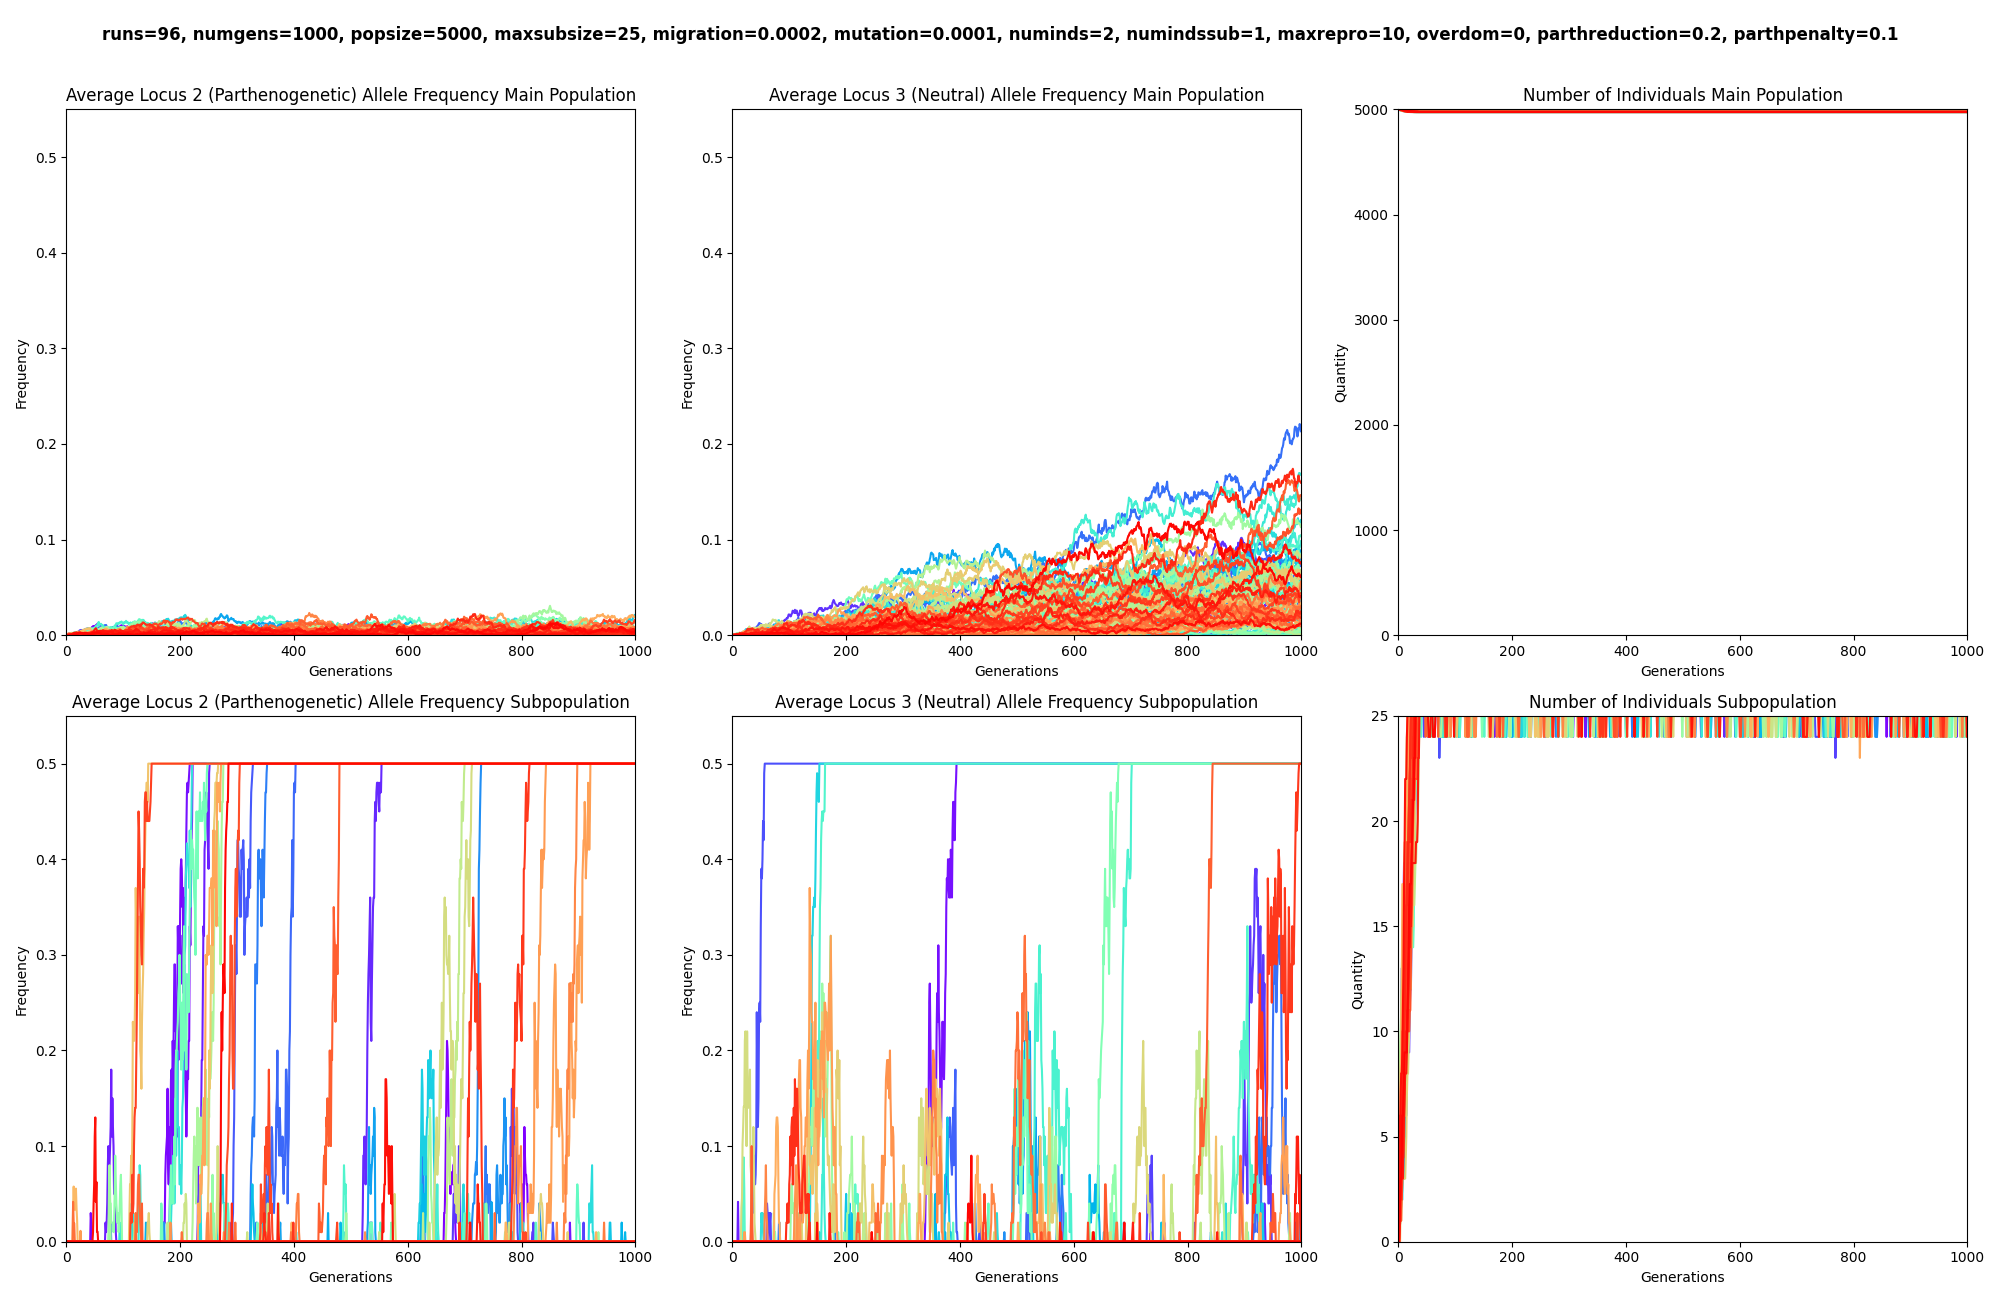 runs=96, numgens=1000, popsize=5000, maxsubsize=25, migration=0.0002, mutation=0.0001, numinds=2, numindssub=1, maxrepro=10, overdom=0, parthreduction=0.2, parthpenalty=0.1
Average Locus 2 (Parthenogenetic) Allele Frequency Main Population
0.5
0.4
0.3
0.2
0.1
0.0
Frequency
0 200 400 600 800 1000
Generations
Average Locus 3 (Neutral) Allele Frequency Main Population
0.5
0.4
0.3
0.2
0.1
0.0
Frequency
0 200 400 600 800 1000
Generations
Number of Individuals Main Population
5000
4000
3000
2000
1000
0
Quantity
0 200 400 600 800 1000
Generations
Average Locus 2 (Parthenogenetic) Allele Frequency Subpopulation
0.5
0.4
0.3
0.2
0.1
0.0
Frequency
0 200 400 600 800 1000
Generations
Average Locus 3 (Neutral) Allele Frequency Subpopulation
0.5
0.4
0.3
0.2
0.1
0.0
Frequency
0 200 400 600 800 1000
Generations
Number of Individuals Subpopulation
25
20
15
10
5
0
Quantity
0 200 400 600 800 1000
Generations